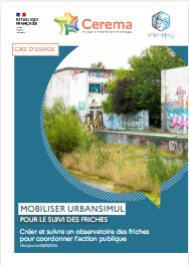 RÉPUBLIQUE
FRANÇAISE
Cerema
URBANSIMUL
CAS D'USAGE
MOBILISER URBANSIMUL
POUR LE SUIVI DES FRICHES
Créer et suivre un observatoire des friches
pour coordonner l'action publique